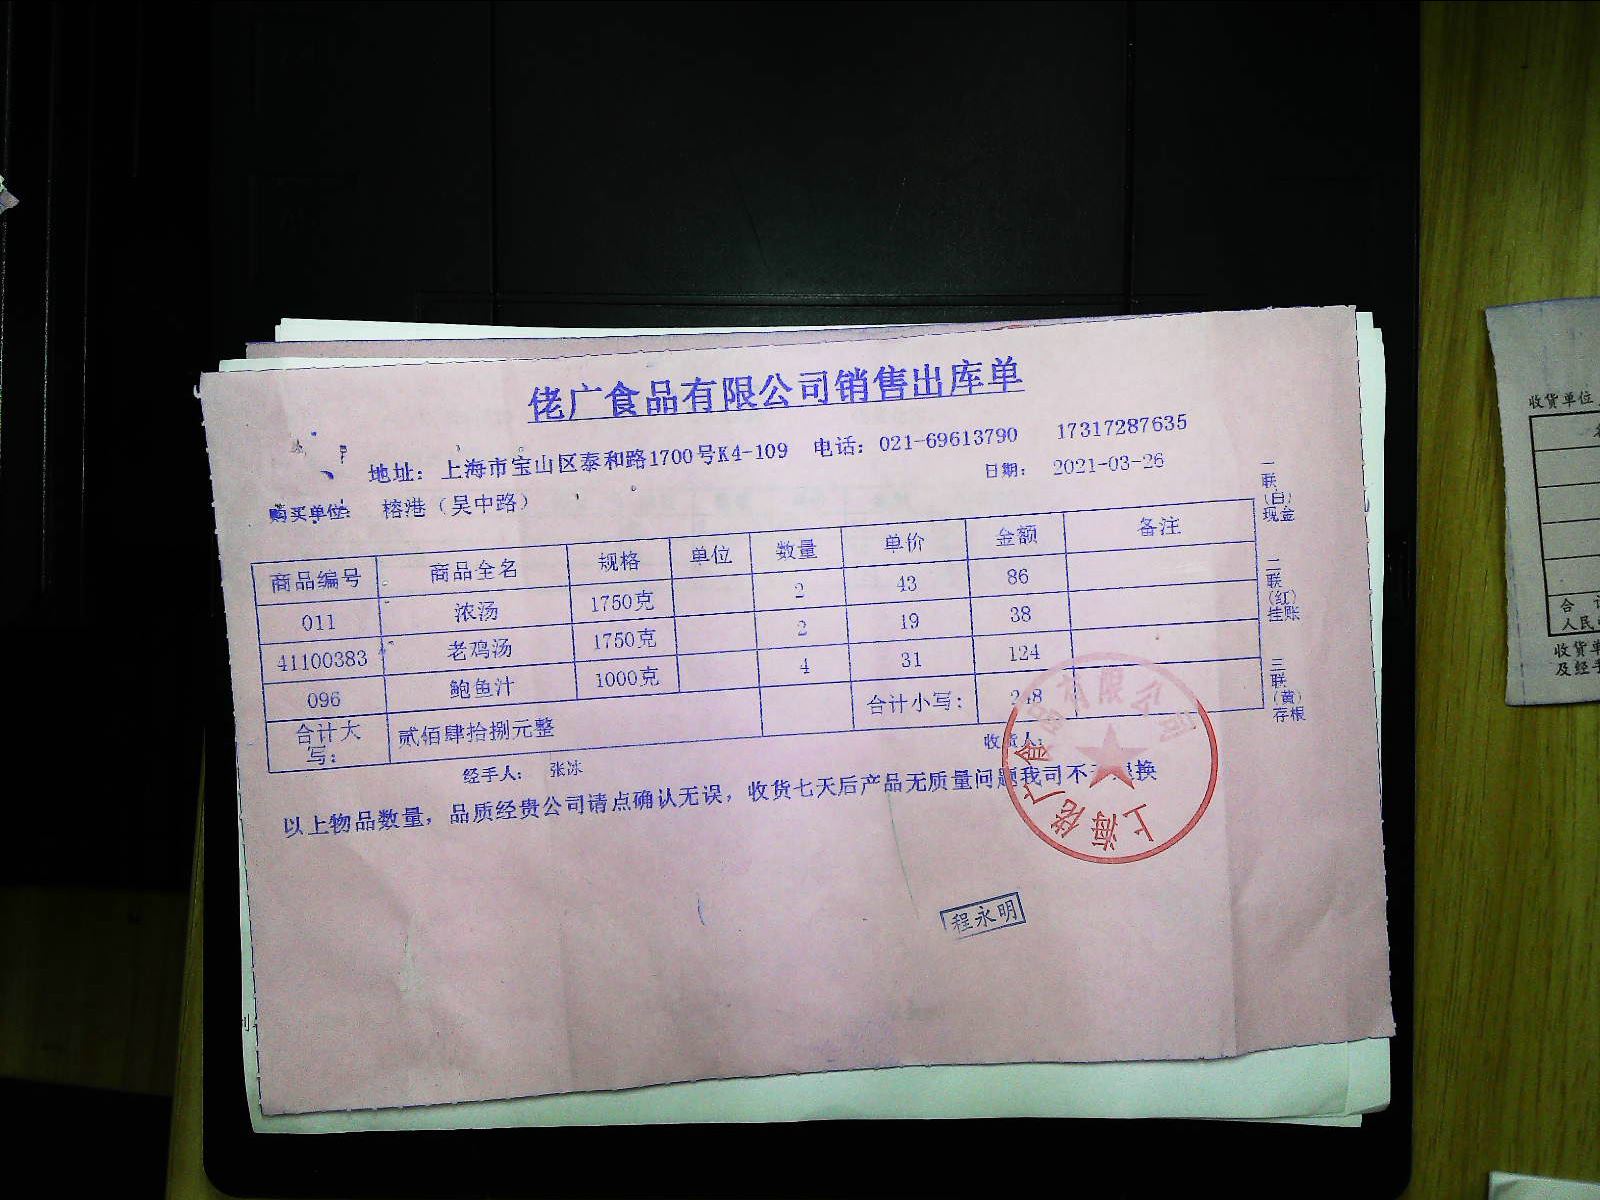 佬广食品有限公司销售出库单
地址：上海市宝山区泰和路1700号K4-109 电话：021-69613790 17317287635
日期： 2021-03-26
购买单位： 榕港（吴中路）
商品编号 商品全名 规格 单位 数量 单价 金额 备注
011 浓汤 1750克 2 43 86
41100383 老鸡汤 1750克 2 19 38
096 鲍鱼汁 1000克 4 31 124
合计大写： 贰佰肆拾捌元整 合计小写： 248
经手人： 张冰 收货人：
以上物品数量，品质经贵公司请点确认无误，收货七天后产品无质量问题我司不予退换
一联（白）现金
二联（红）挂账
三联（黄）存根
上海佬广食品有限公司
程永明
收货单位
合 计
人民
收货单
及经手